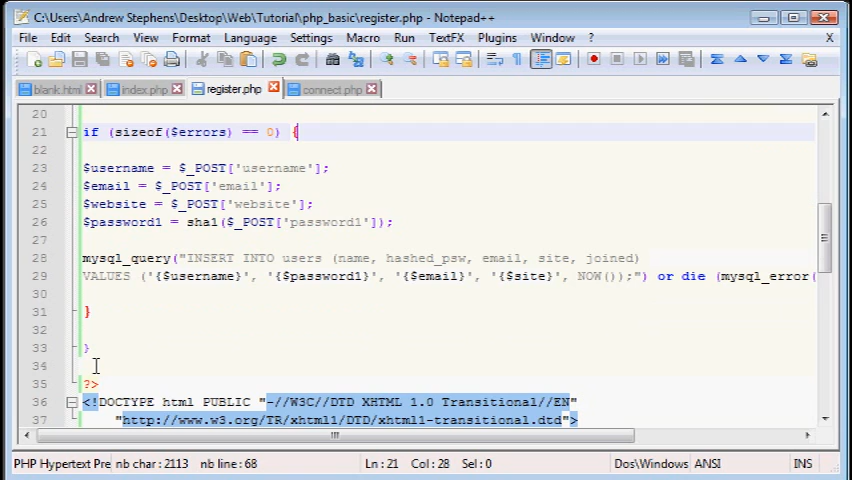 C:\Users\Andrew Stephens\Desktop\Web\Tutorial\php_basic\register.php - Notepad++
File Edit Search View Format Language Settings Macro Run TextFX Plugins Window ? X
blank.html index.php register.php connect.php
20
21 if (sizeof($errors) == 0) {
22
23 $username = $_POST['username'];
24 $email = $_POST['email'];
25 $website = $_POST['website'];
26 $password1 = sha1($_POST['password1']);
27
28 mysql_query("INSERT INTO users (name, hashed_psw, email, site, joined)
29 VALUES ('{$username}', '{$password1}', '{$email}', '{$site}', NOW());") or die (mysql_error(
30
31 }
32
33 }
34
35 ?>
36 <!DOCTYPE html PUBLIC "-//W3C//DTD XHTML 1.0 Transitional//EN"
37 "http://www.w3.org/TR/xhtml1/DTD/xhtml1-transitional.dtd">
PHP Hypertext Pre nb char : 2113 nb line : 68 Ln : 21 Col : 28 Sel : 0 Dos\Windows ANSI INS